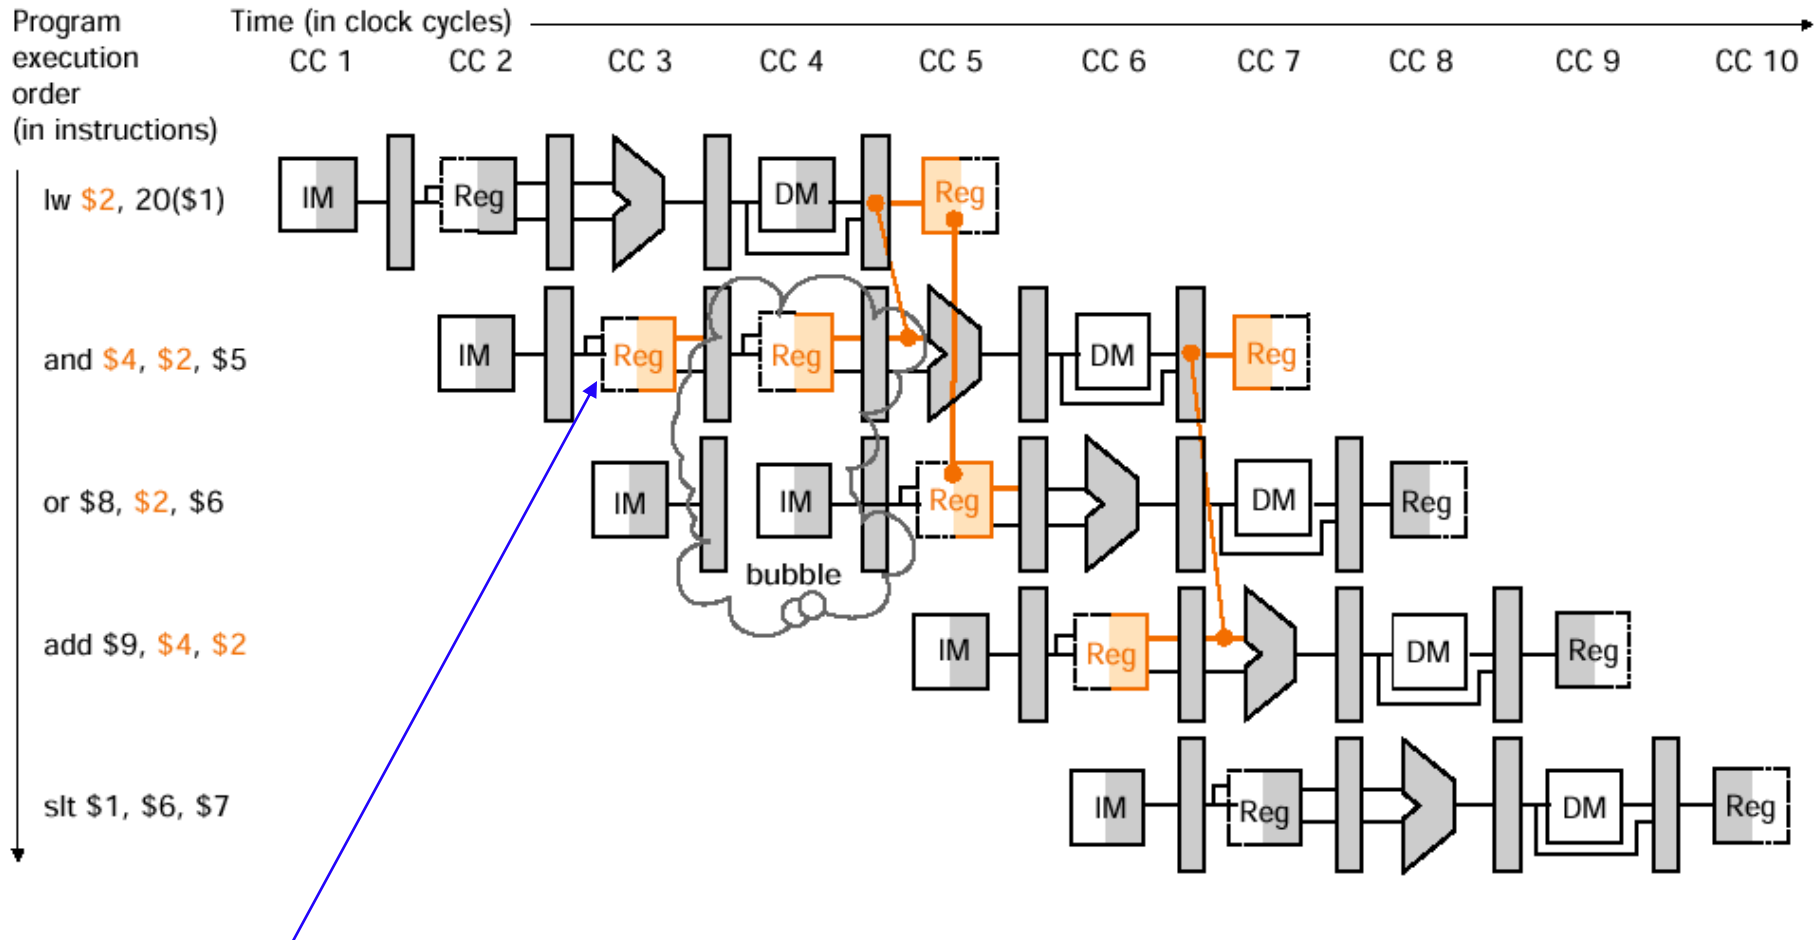 Program
execution
order
(in instructions)
Time (in clock cycles)
CC 1 CC 2 CC 3 CC 4 CC 5 CC 6 CC 7 CC 8 CC 9 CC 10
lw $2, 20($1)
IM Reg DM Reg
and $4, $2, $5
IM Reg Reg DM Reg
or $8, $2, $6
IM IM Reg DM Reg
bubble
add $9, $4, $2
IM Reg DM Reg
slt $1, $6, $7
IM Reg DM Reg